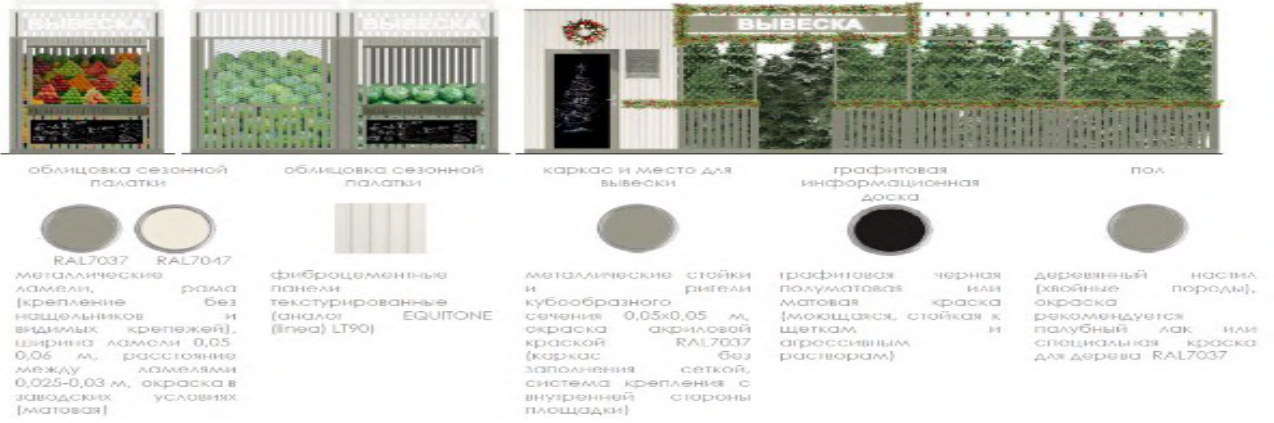 ВЫВЕСКА
ВЫВЕСКА
ВЫВЕСКА
облицовка сезонной
палатки
RAL7037 RAL7047
металлические
ламели, рама
(крепление без
нащельников и
видимых крепежей),
ширина ламели 0,05-
0,06 м, расстояние
между ламелями
0,025-0,03 м, окраска в
заводских условиях
(матовая)
облицовка сезонной
палатки
фиброцементные
панели
текстурированные
(аналог EQUITONE
(linea) LT90)
каркас и место для
вывески
металлические стойки
и ригели
кубообразного
сечения 0,05х0,05 м,
окраска акриловой
краской RAL7037
(каркас без
заполнения сеткой,
система крепления с
внутренней стороны
площадки)
графитовая
информационная
доска
графитовая черная
полуматовая или
матовая краска
(моющаяся, стойкая к
щеткам и
агрессивным
растворам)
пол
деревянный настил
(хвойные породы),
окраска
рекомендуется
палубный лак или
специальная краска
для дерева RAL7037